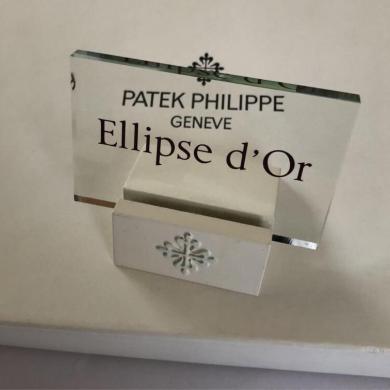 PATEK PHILIPPE
GENEVE
Ellipse d'Or